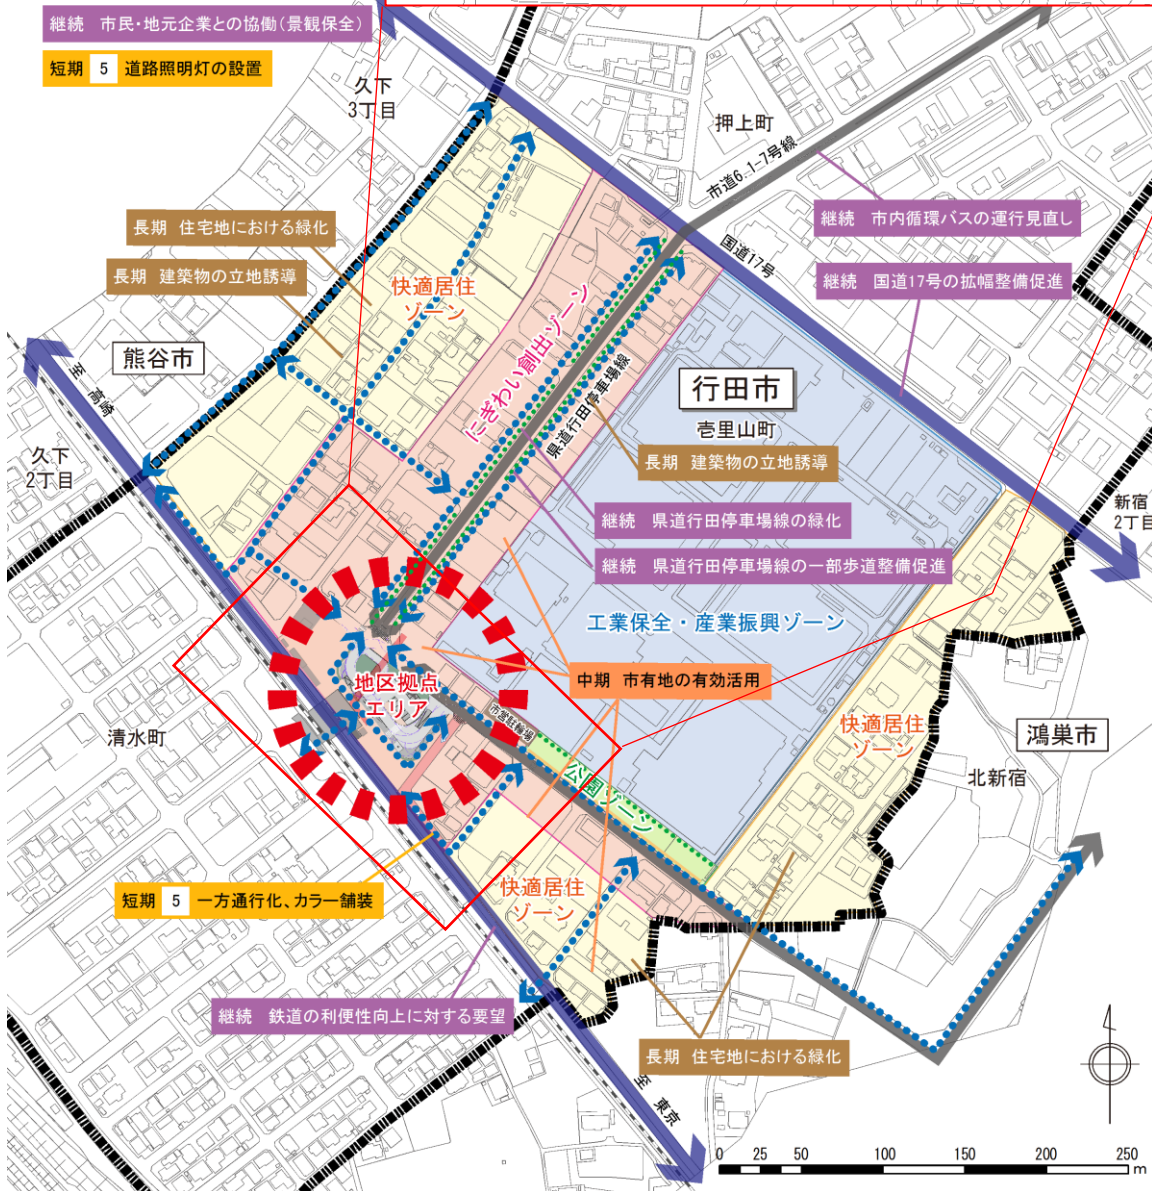 継続 市民・地元企業との協働(景観保全)
短期 5 道路照明灯の設置
久下
3丁目
押上町
市道6.1-7号線
継続 市内循環バスの運行見直し
長期 住宅地における緑化
国道17号
長期 建築物の立地誘導
継続 国道17号の拡幅整備促進
快適居住
ゾーン
にぎわい創出ゾーン
熊谷市
至 高崎
行田市
壱里山町
県道行田停車場線
久下
2丁目
長期 建築物の立地誘導
新宿
2丁目
継続 県道行田停車場線の緑化
継続 県道行田停車場線の一部歩道整備促進
工業保全・産業振興ゾーン
中期 市有地の有効活用
地区拠点
エリア
市営駐輪場
清水町
快適居住
ゾーン
鴻巣市
北新宿
公園ゾーン
短期 5 一方通行化、カラー舗装
快適居住
ゾーン
継続 鉄道の利便性向上に対する要望
長期 住宅地における緑化
至 東京
0 25 50 100 150 200 250
m